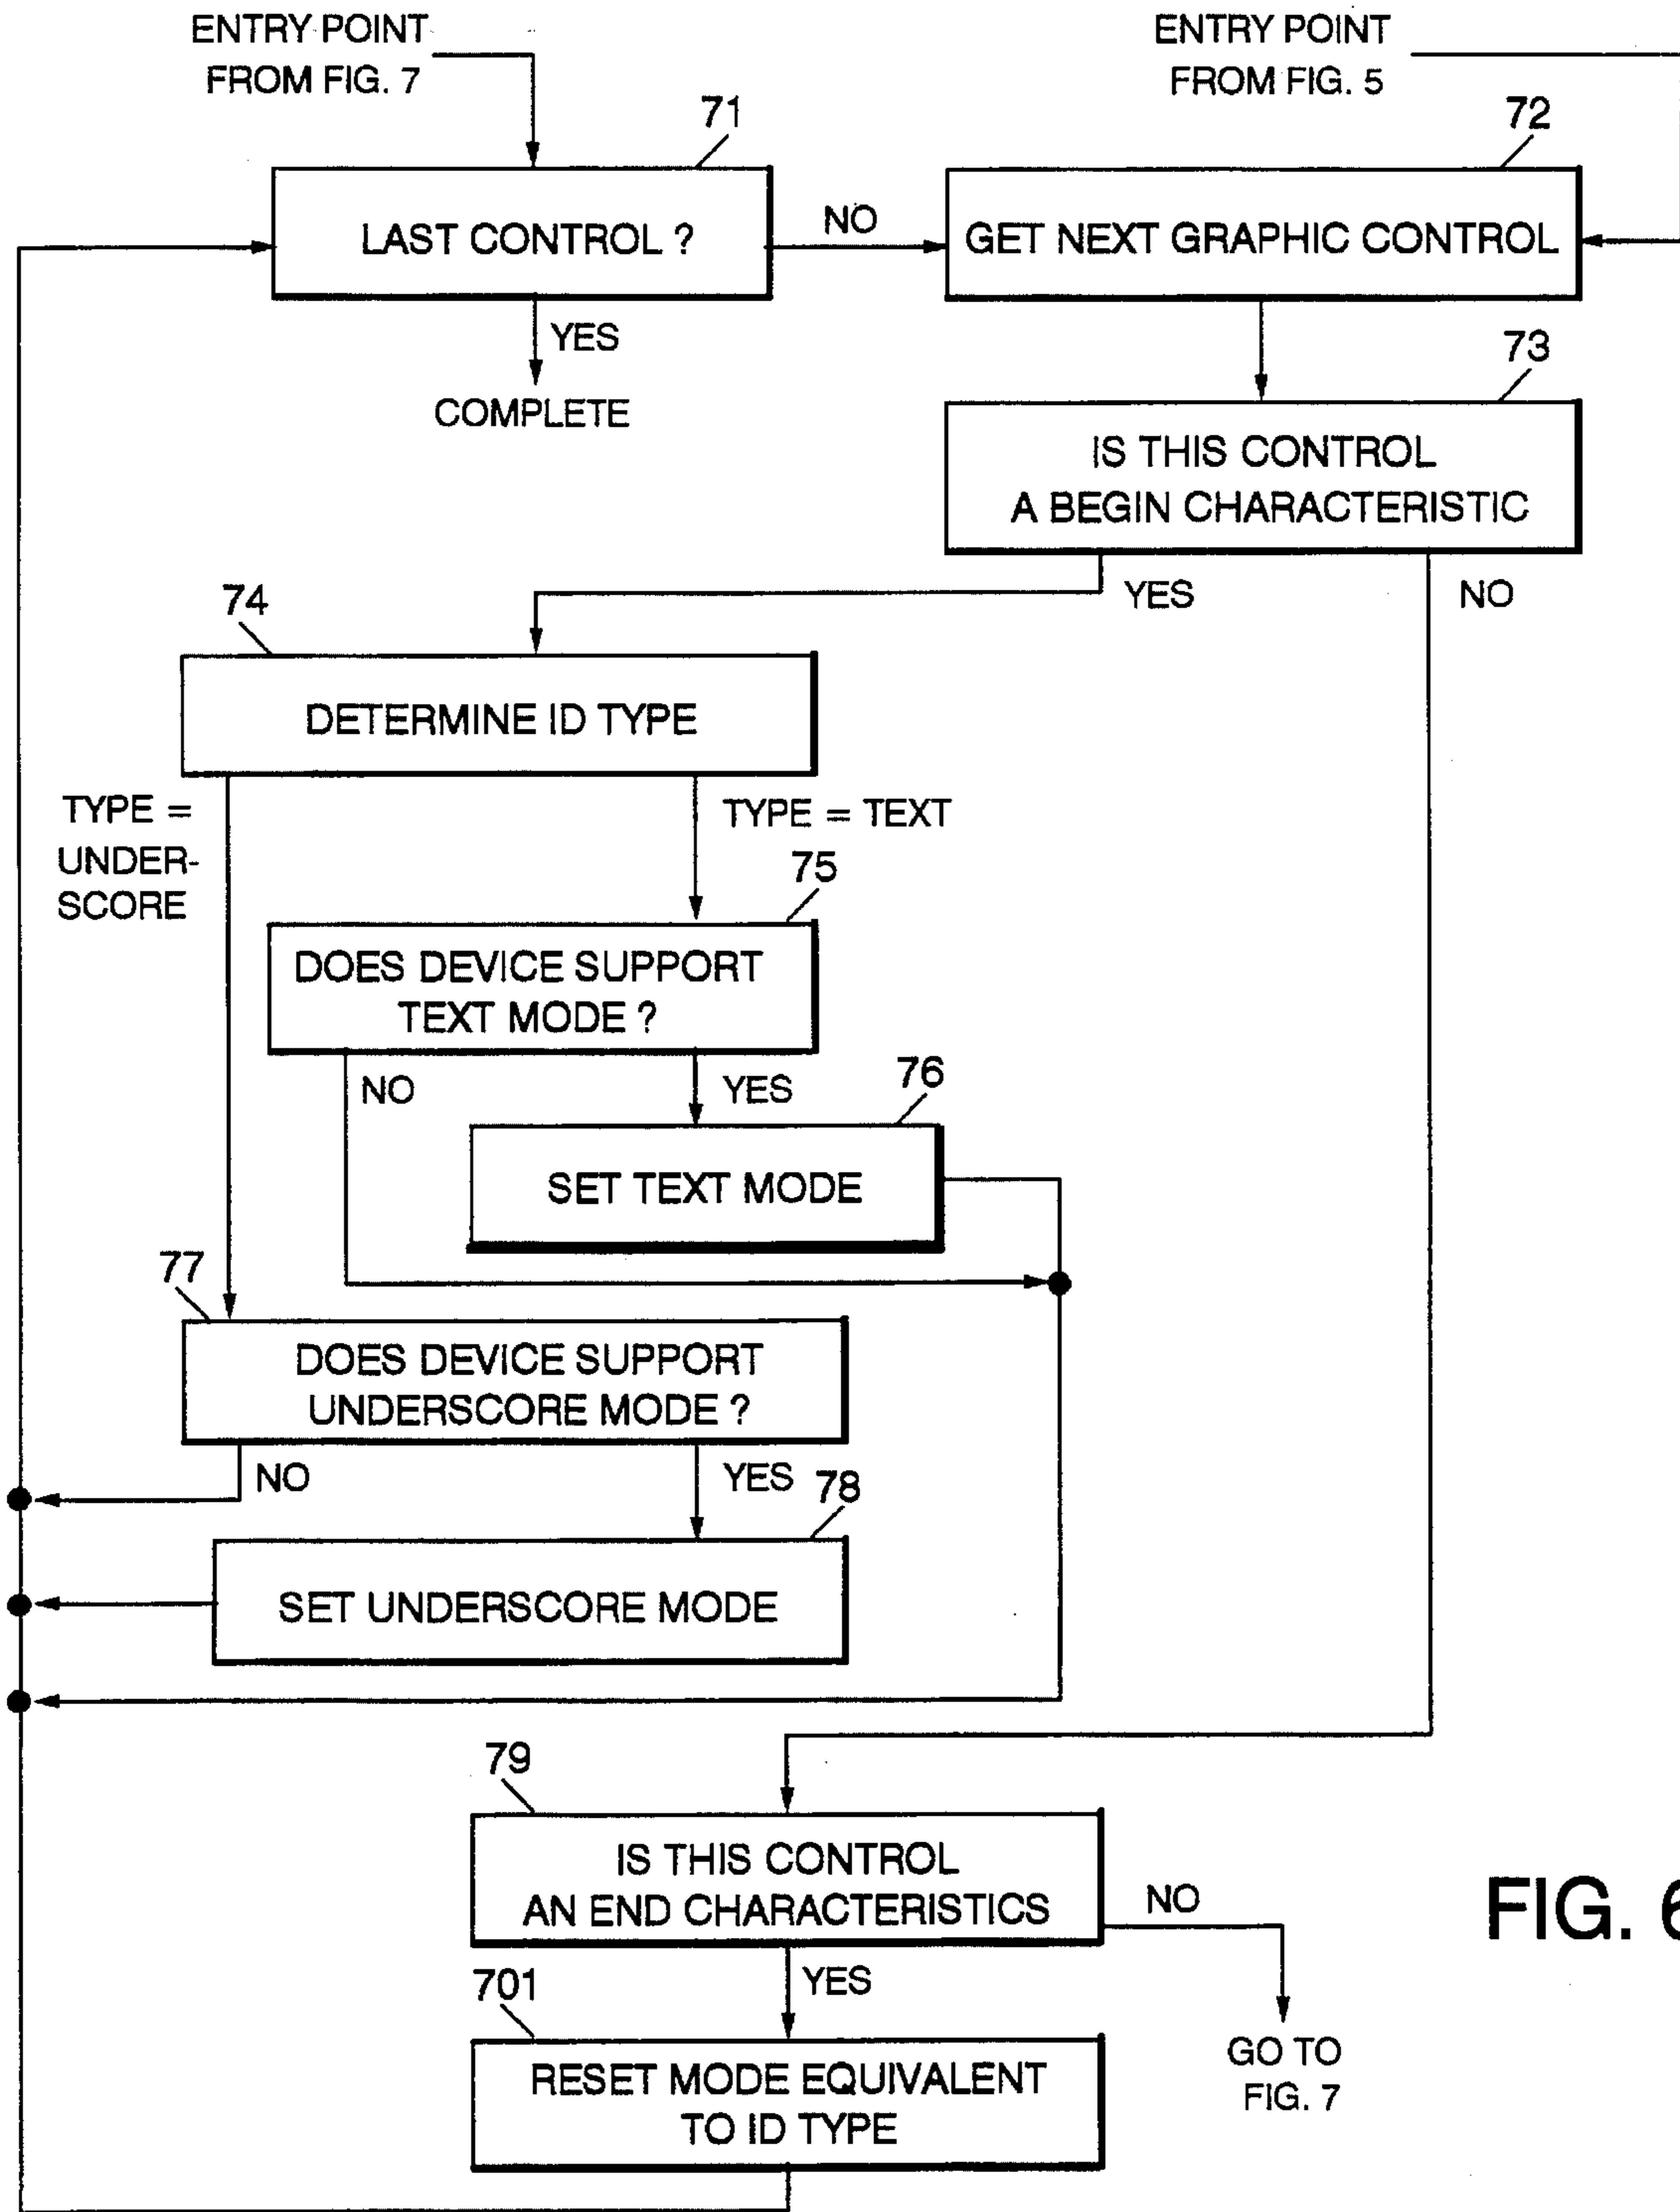 ENTRY POINT
FROM FIG. 7
ENTRY POINT
FROM FIG. 5
71
72
LAST CONTROL ?
NO
GET NEXT GRAPHIC CONTROL
YES
COMPLETE
73
IS THIS CONTROL
A BEGIN CHARACTERISTIC
YES
NO
74
DETERMINE ID TYPE
TYPE =
UNDER-
SCORE
TYPE = TEXT
75
DOES DEVICE SUPPORT
TEXT MODE ?
NO
YES
76
SET TEXT MODE
77
DOES DEVICE SUPPORT
UNDERSCORE MODE ?
NO
YES
78
SET UNDERSCORE MODE
79
IS THIS CONTROL
AN END CHARACTERISTICS
NO
YES
701
RESET MODE EQUIVALENT
TO ID TYPE
GO TO
FIG. 7
FIG. 6